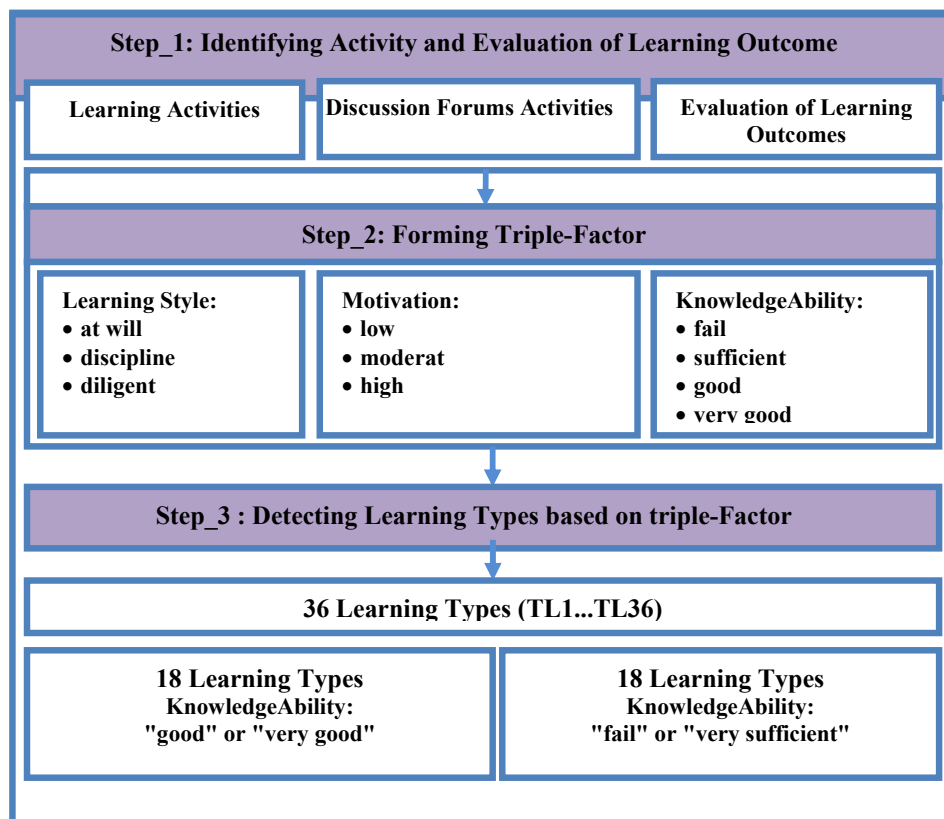 Step_1: Identifying Activity and Evaluation of Learning Outcome
Learning Activities
Discussion Forums Activities
Evaluation of Learning
Outcomes
Step_2: Forming Triple-Factor
Learning Style:
• at will
• discipline
• diligent
Motivation:
• low
• moderat
• high
KnowledgeAbility:
• fail
• sufficient
• good
• very good
Step_3 : Detecting Learning Types based on triple-Factor
36 Learning Types (TL1...TL36)
18 Learning Types
KnowledgeAbility:
"good" or "very good"
18 Learning Types
KnowledgeAbility:
"fail" or "very sufficient"